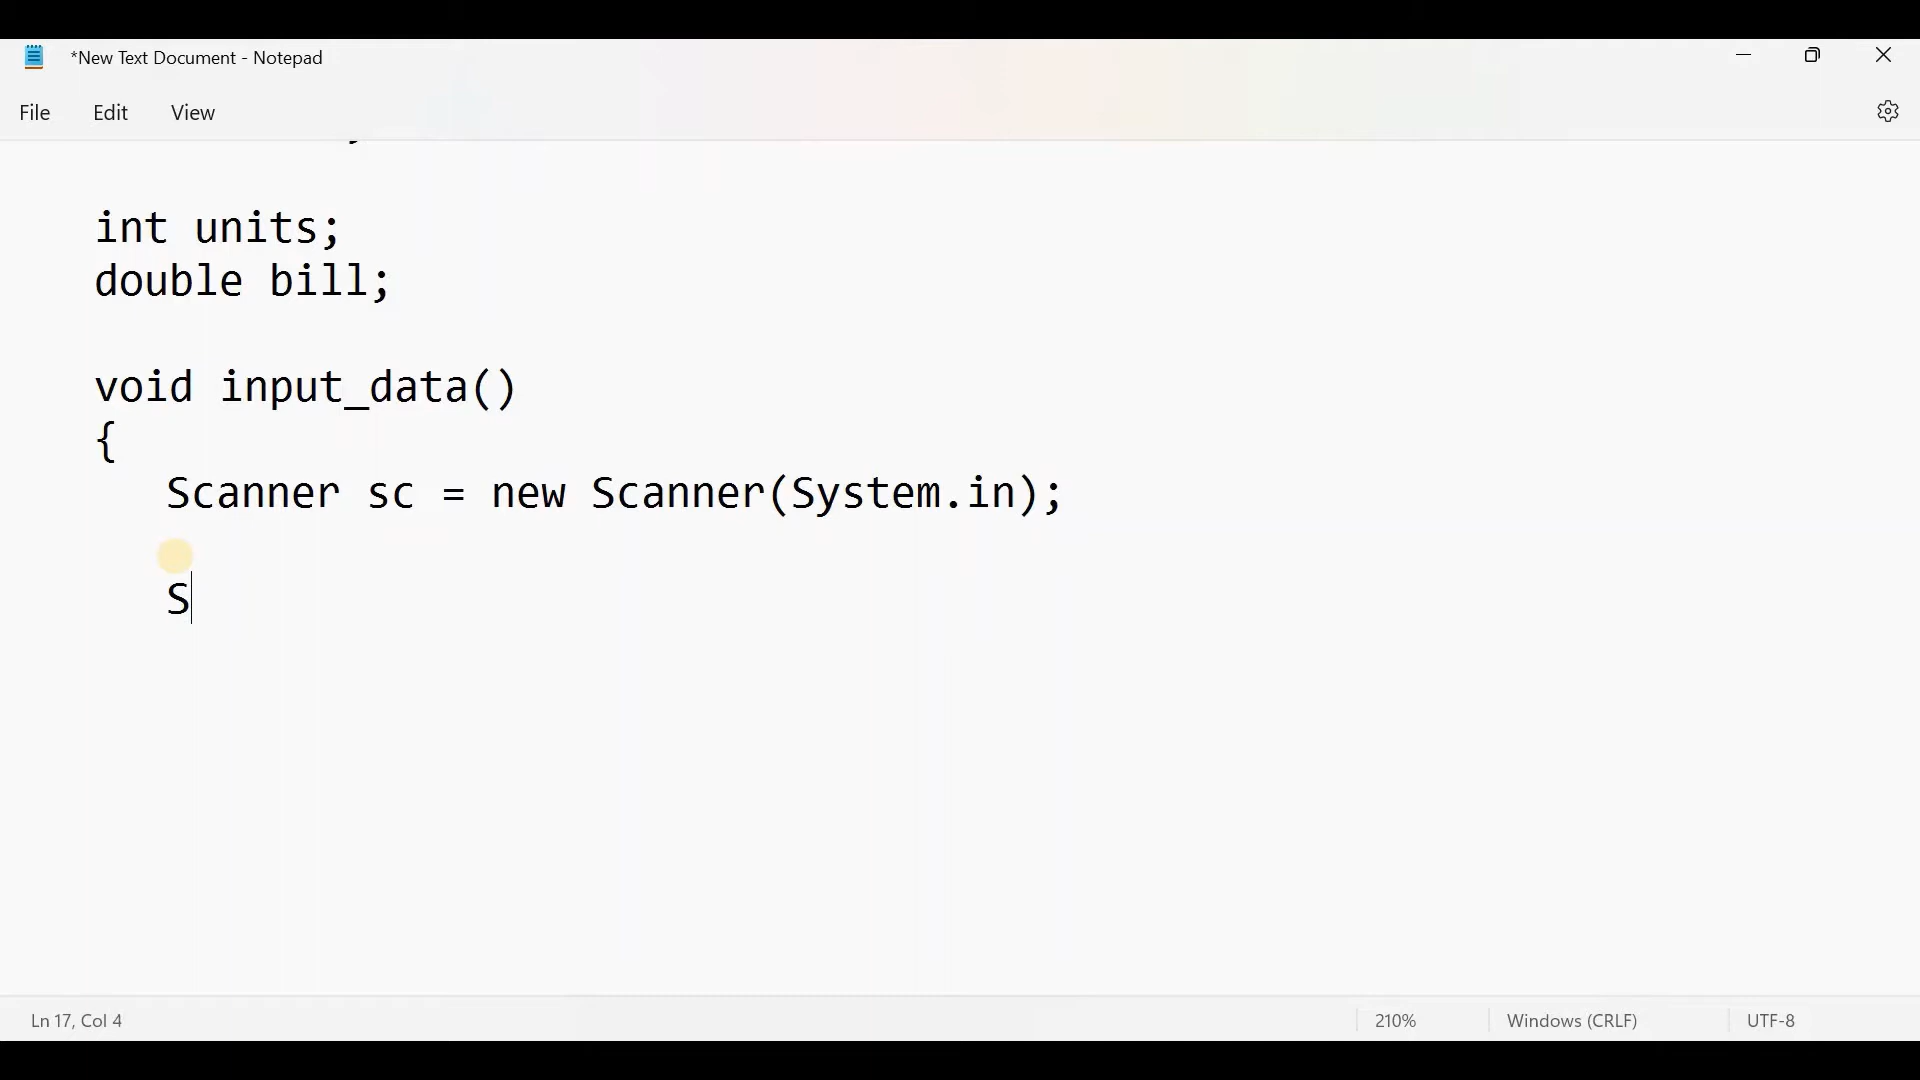 *New Text Document - Notepad
File Edit View
int units;
double bill;
void input_data()
{
Scanner sc = new Scanner(System.in);
S
Ln 17, Col 4 210% Windows (CRLF) UTF-8